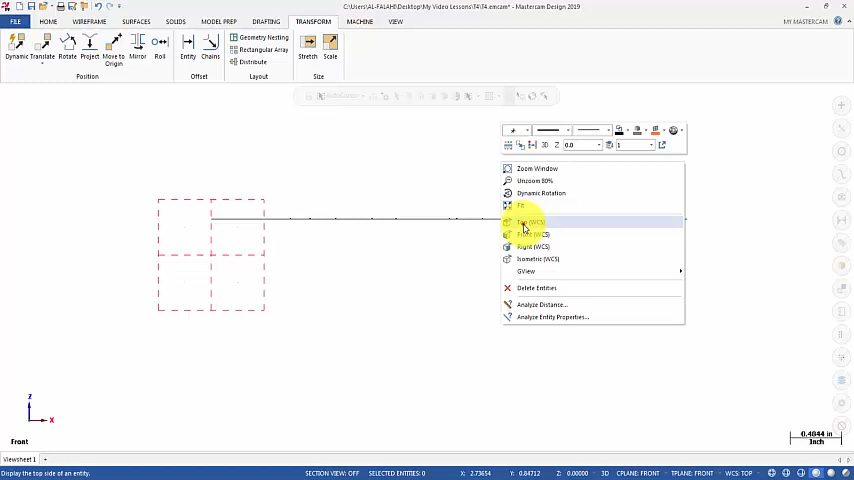 C:\Users\AL-FALAH\Desktop\My Video Lessons\T4\T4.emcam* - Mastercam Design 2019
FILE HOME WIREFRAME SURFACES SOLIDS MODEL PREP DRAFTING TRANSFORM MACHINE VIEW MY MASTERCAM
Dynamic Translate Rotate Project Move to Origin Mirror Roll
Entity Chains
Geometry Nesting
Rectangular Array
Distribute
Stretch Scale
Position Offset Layout Size
AutoCursor
3D Z 0.0 1
Zoom Window
Unzoom 80%
Dynamic Rotation
Fit
Top (WCS)
Front (WCS)
Right (WCS)
Isometric (WCS)
GView
Delete Entities
Analyze Distance...
Analyze Entity Properties...
Z
X
Front
0.4844 in
Inch
Viewsheet 1 +
Display the top side of an entity. SECTION VIEW: OFF SELECTED ENTITIES: 0 X: 2.73654 Y: 0.84712 Z: 0.00000 3D CPLANE: FRONT TPLANE: FRONT WCS: TOP